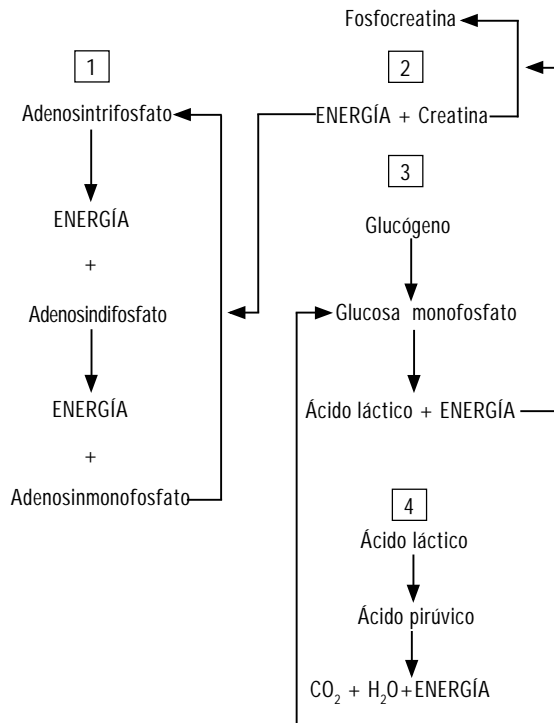 1
Adenosintrifosfato
ENERGÍA
+
Adenosindifosfato
ENERGÍA
+
Adenosinmonofosfato
Fosfocreatina
2
ENERGÍA + Creatina
3
Glucógeno
Glucosa monofosfato
Ácido láctico + ENERGÍA
4
Ácido láctico
Ácido pirúvico
CO₂ + H₂O+ENERGÍA